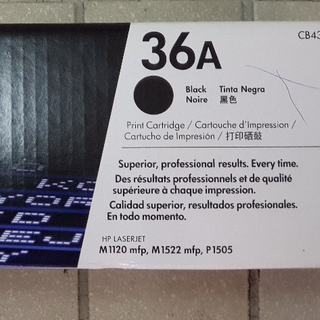 36A
CB43
Black Tinta Negra
Noire 黑色
Print Cartridge / Cartouche d'Impression /
Cartucho de Impresión / 打印硒鼓
Superior, professional results. Every time.
Des résultats professionnels et de qualité
supérieure à chaque impression.
Calidad superior, resultados profesionales.
En todo momento.
HP LASERJET
M1120 mfp, M1522 mfp, P1505